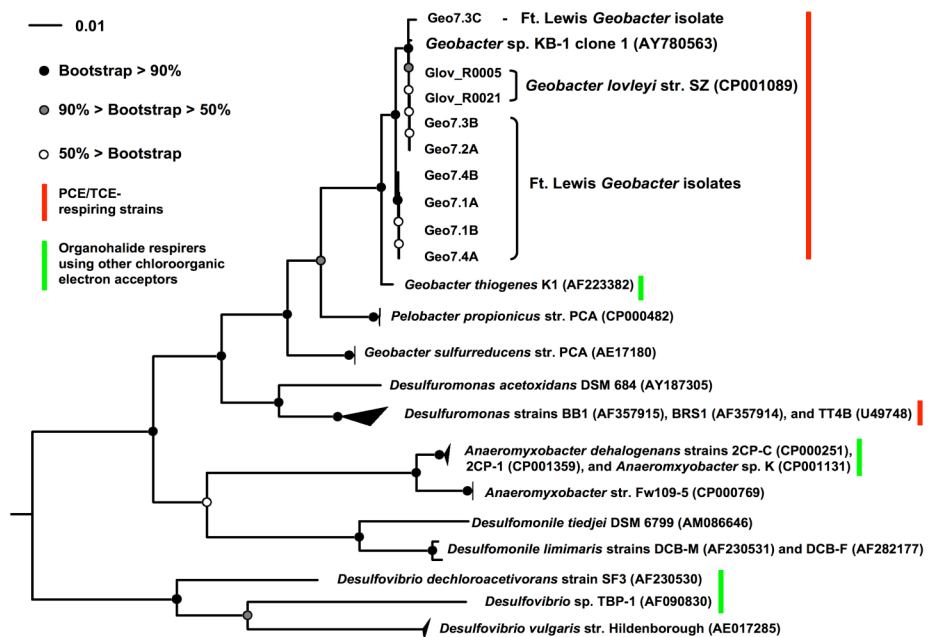 0.01
Bootstrap > 90%
90% > Bootstrap > 50%
50% > Bootstrap
PCE/TCE-
respiring strains
Organohalide respirers
using other chloroorganic
electron acceptors
Geo7.3C - Ft. Lewis Geobacter isolate
Geobacter sp. KB-1 clone 1 (AY780563)
Glov_R0005
Geobacter lovleyi str. SZ (CP001089)
Glov_R0021
Geo7.3B
Geo7.2A
Geo7.4B
Ft. Lewis Geobacter isolates
Geo7.1A
Geo7.1B
Geo7.4A
Geobacter thiogenes K1 (AF223382)
Pelobacter propionicus str. PCA (CP000482)
Geobacter sulfurreducens str. PCA (AE17180)
Desulfuromonas acetoxidans DSM 684 (AY187305)
Desulfuromonas strains BB1 (AF357915), BRS1 (AF357914), and TT4B (U49748)
Anaeromyxobacter dehalogenans strains 2CP-C (CP000251),
2CP-1 (CP001359), and Anaeromxyobacter sp. K (CP001131)
Anaeromyxobacter str. Fw109-5 (CP000769)
Desulfomonile tiedjei DSM 6799 (AM086646)
Desulfomonile limimaris strains DCB-M (AF230531) and DCB-F (AF282177)
Desulfovibrio dechloroacetivorans strain SF3 (AF230530)
Desulfovibrio sp. TBP-1 (AF090830)
Desulfovibrio vulgaris str. Hildenborough (AE017285)